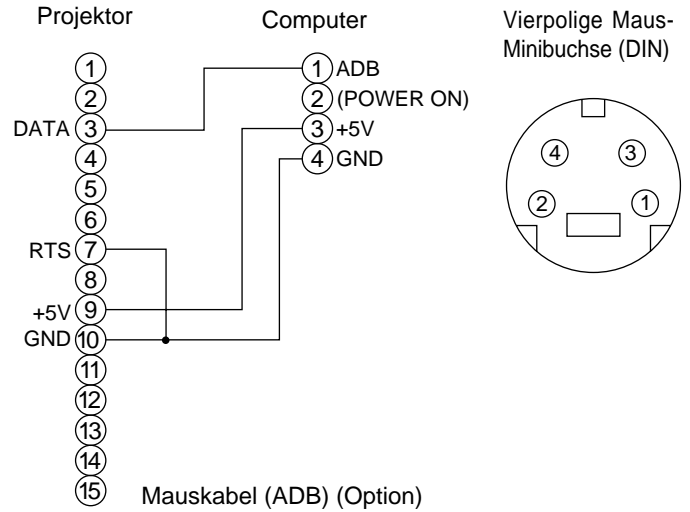 Projektor
Computer
Vierpolige Maus-
Minibuchse (DIN)
1
2
DATA 3
4
5
6
RTS 7
8
+5V 9
GND 10
11
12
13
14
15
1 ADB
2 (POWER ON)
3 +5V
4 GND
4 3
2 1
Mauskabel (ADB) (Option)